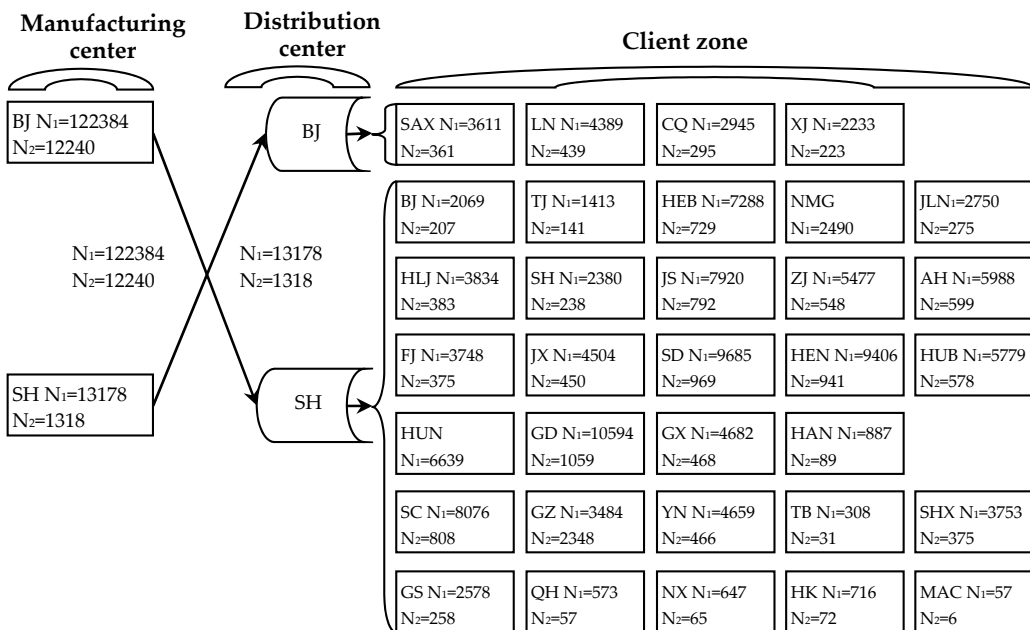 Manufacturing
center
Distribution
center
Client zone
BJ N₁=122384
N₂=12240
SH N₁=13178
N₂=1318
N₁=122384
N₂=12240
N₁=13178
N₂=1318
BJ
SH
SAX N₁=3611
N₂=361
LN N₁=4389
N₂=439
CQ N₁=2945
N₂=295
XJ N₁=2233
N₂=223
BJ N₁=2069
N₂=207
TJ N₁=1413
N₂=141
HEB N₁=7288
N₂=729
NMG
N₁=2490
JLN₁=2750
N₂=275
HLJ N₁=3834
N₂=383
SH N₁=2380
N₂=238
JS N₁=7920
N₂=792
ZJ N₁=5477
N₂=548
AH N₁=5988
N₂=599
FJ N₁=3748
N₂=375
JX N₁=4504
N₂=450
SD N₁=9685
N₂=969
HEN N₁=9406
N₂=941
HUB N₁=5779
N₂=578
HUN
N₁=6639
GD N₁=10594
N₂=1059
GX N₁=4682
N₂=468
HAN N₁=887
N₂=89
SC N₁=8076
N₂=808
GZ N₁=3484
N₂=2348
YN N₁=4659
N₂=466
TB N₁=308
N₂=31
SHX N₁=3753
N₂=375
GS N₁=2578
N₂=258
QH N₁=573
N₂=57
NX N₁=647
N₂=65
HK N₁=716
N₂=72
MAC N₁=57
N₂=6